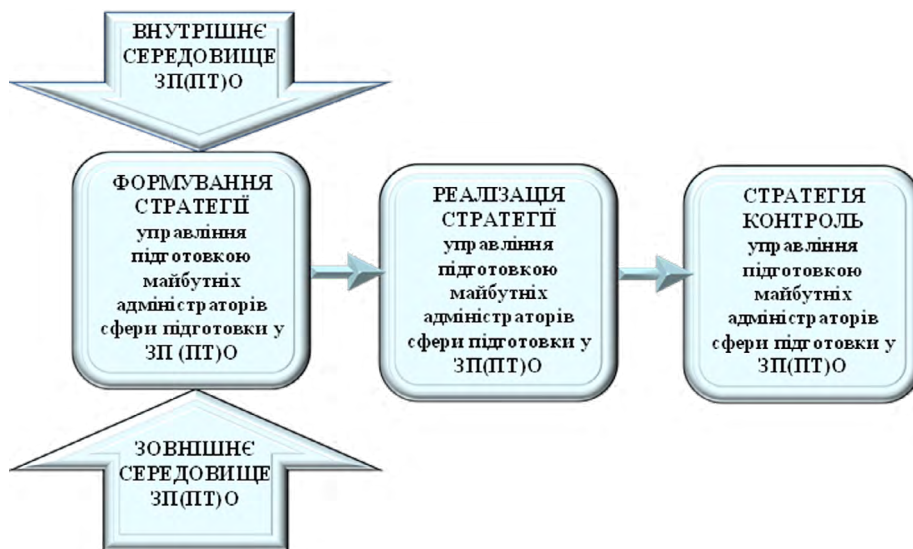 ВНУТРІШНЄ
СЕРЕДОВИЩЕ
ЗП(ПТ)О
ФОРМУВАННЯ
СТРАТЕГІЇ
управління
підготовкою
майбутніх
адміністраторів
сфери підготовки у
ЗП (ПТ)О
РЕАЛІЗАЦІЯ
СТРАТЕГІЇ
управління
підготовкою
майбутніх
адміністраторів
сфери підготовки у
ЗП(ПТ)О
СТРАТЕГІЯ
КОНТРОЛЬ
управління
підготовкою
майбутніх
адміністраторів
сфери підготовки у
ЗП(ПТ)О
ЗОВНІШНЄ
СЕРЕДОВИЩЕ
ЗП(ПТ)О